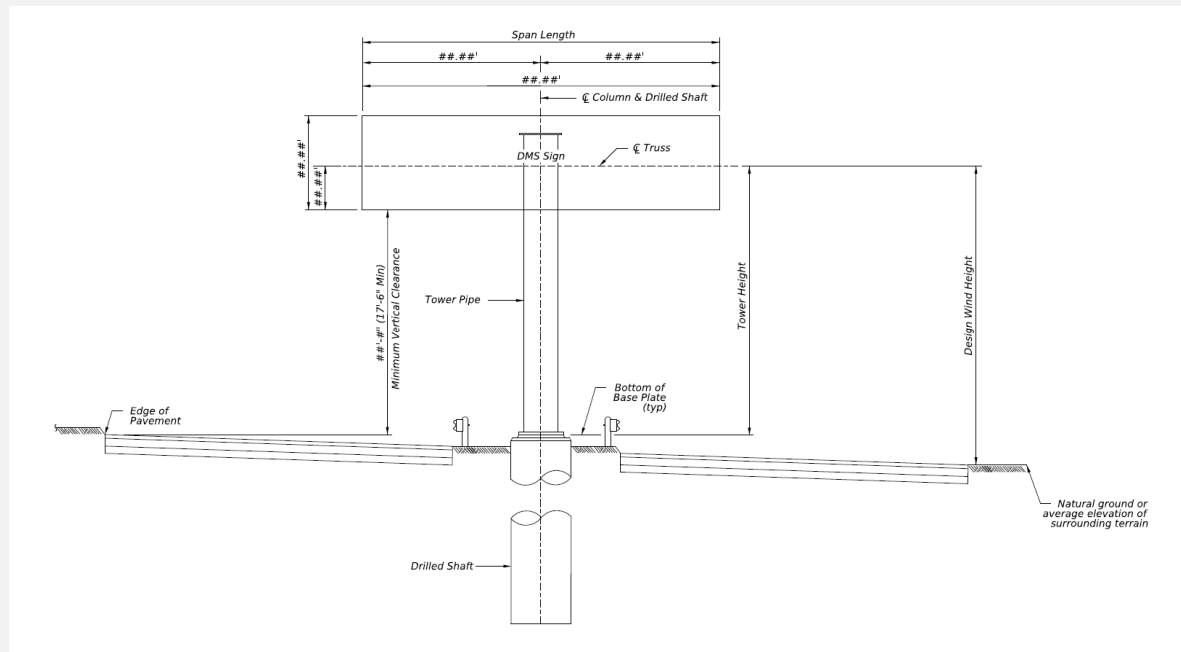 Span Length
##.##' ##.##'
##.##'
℄ Column & Drilled Shaft
DMS Sign
℄ Truss
##.##'
##.##'
##'-#" (17'-6" Min)
Minimum Vertical Clearance
Tower Pipe
Tower Height
Design Wind Height
Edge of
Pavement
Bottom of
Base Plate
(typ)
Natural ground or
average elevation of
surrounding terrain
Drilled Shaft